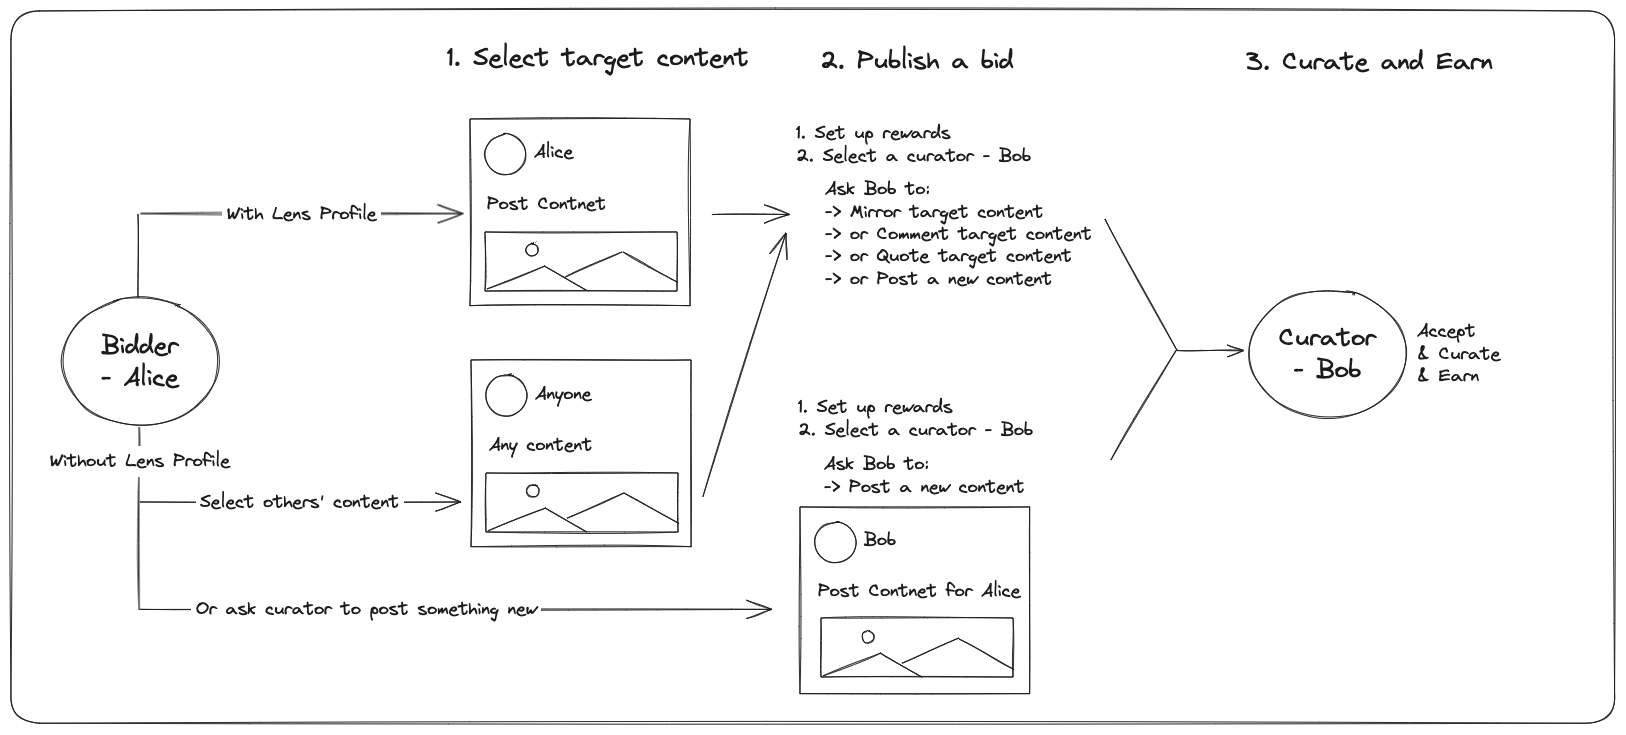 1. Select target content
2. Publish a bid
3. Curate and Earn
Alice
Post Contnet
With Lens Profile
1. Set up rewards
2. Select a curator - Bob
Ask Bob to:
-> Mirror target content
-> or Comment target content
-> or Quote target content
-> or Post a new content
Bidder
- Alice
Curator
- Bob
Accept
& Curate
& Earn
Without Lens Profile
Select others' content
Anyone
Any content
1. Set up rewards
2. Select a curator - Bob
Ask Bob to:
-> Post a new content
Or ask curator to post something new
Bob
Post Contnet for Alice